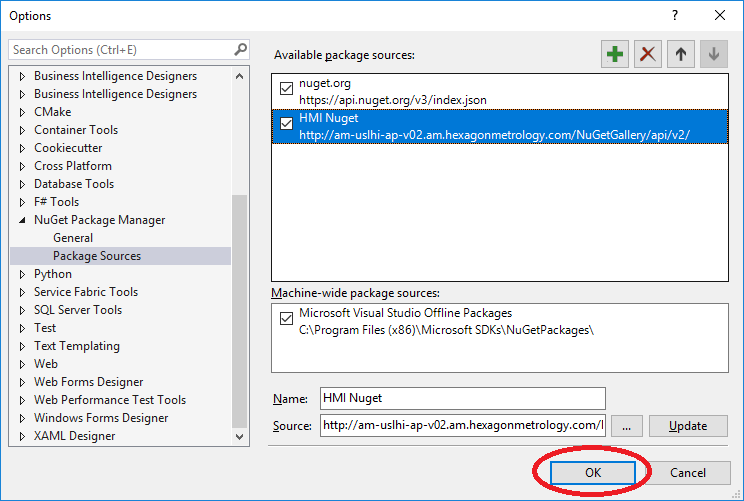 Options
?
Search Options (Ctrl+E)
Business Intelligence Designers
Business Intelligence Designers
CMake
Container Tools
Cookiecutter
Cross Platform
Database Tools
F# Tools
NuGet Package Manager
General
Package Sources
Python
Service Fabric Tools
SQL Server Tools
Test
Text Templating
Web
Web Forms Designer
Web Performance Test Tools
Windows Forms Designer
XAML Designer
Available package sources:
nuget.org
https://api.nuget.org/v3/index.json
HMI Nuget
http://am-uslhi-ap-v02.am.hexagonmetrology.com/NuGetGallery/api/v2/
Machine-wide package sources:
Microsoft Visual Studio Offline Packages
C:\Program Files (x86)\Microsoft SDKs\NuGetPackages\
Name: HMI Nuget
Source: http://am-uslhi-ap-v02.am.hexagonmetrology.com/ ... Update
OK Cancel